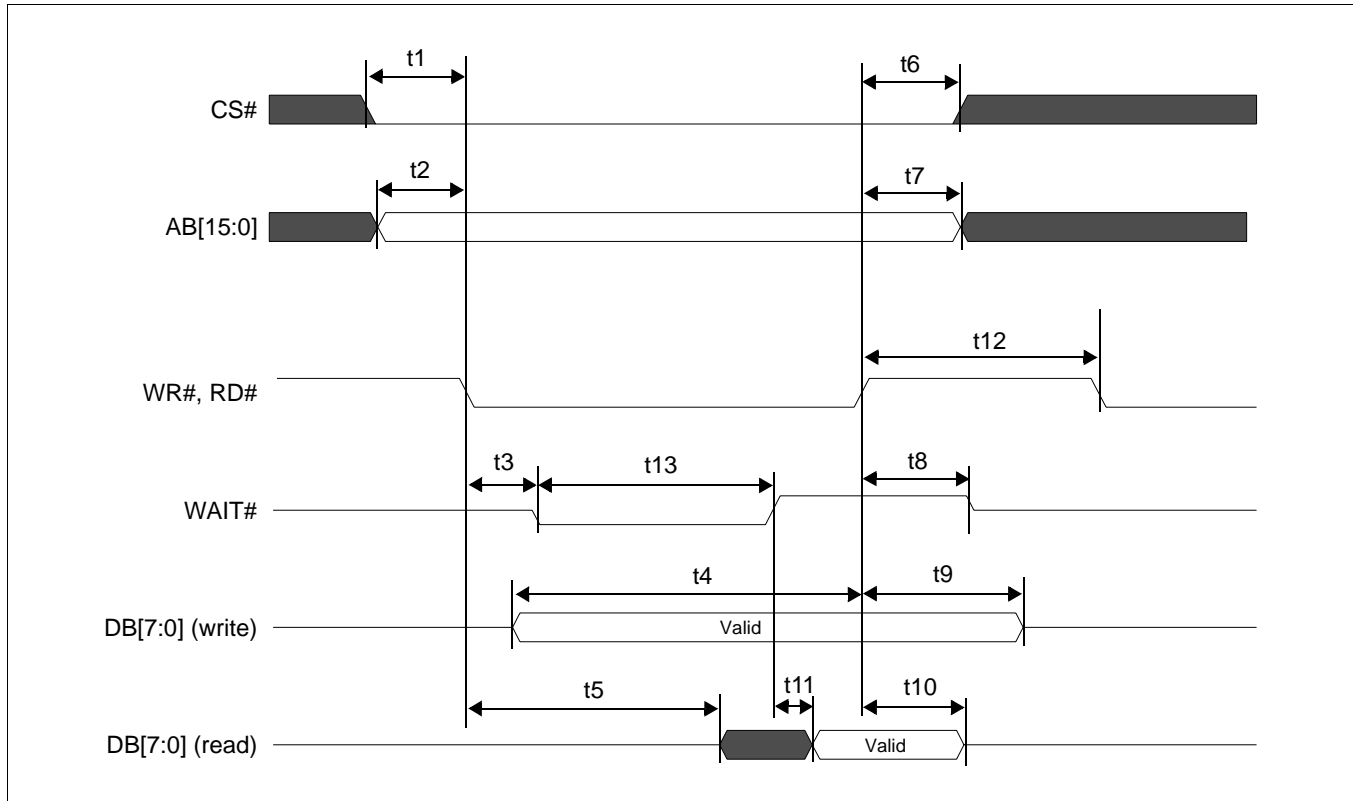 t1
t6
CS#
t2
t7
AB[15:0]
t12
WR#, RD#
t3
t13
t8
WAIT#
t4
t9
DB[7:0] (write)
Valid
t5
t11
t10
DB[7:0] (read)
Valid